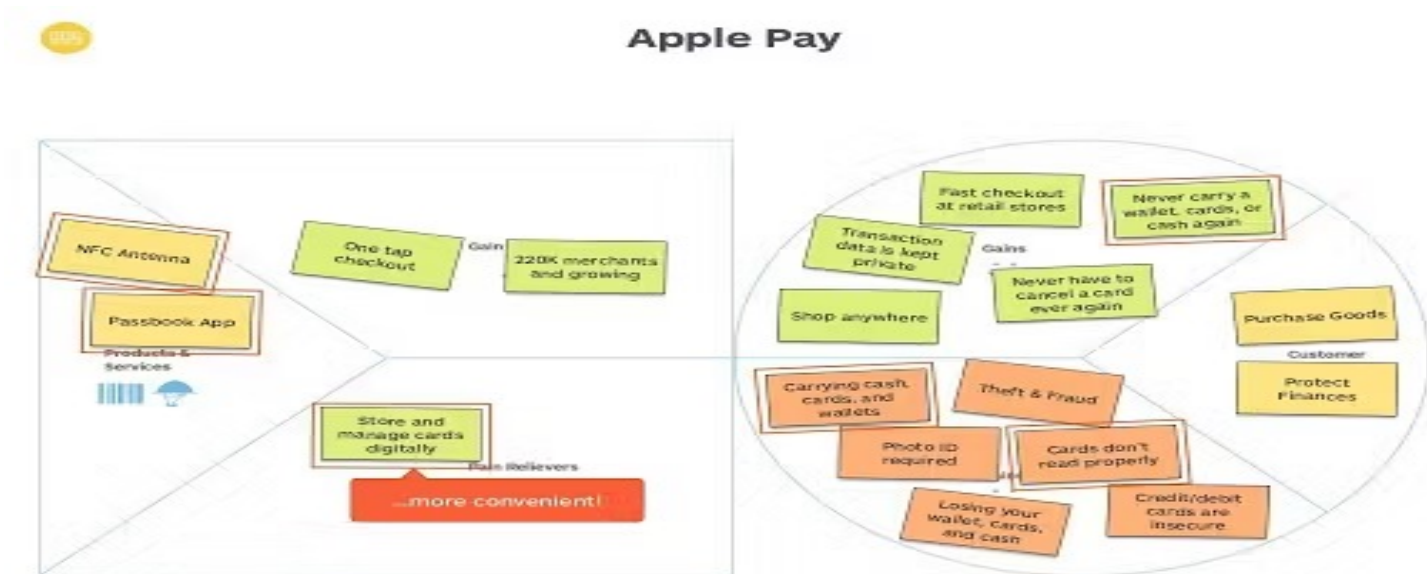 Apple Pay
NFC Antenna
Passbook App
Products &
Services
One tap
checkout
Gain
220K merchants
and growing
Store and
manage cards
digitally
Pain Relievers
...more convenient!
Fast checkout
at retail stores
Never carry a
wallet, cards, or
cash again
Transaction
data is kept
private
Gains
Never have to
cancel a card
ever again
Shop anywhere
Purchase Goods
Customer
Protect
Finances
Carrying cash,
cards, and
wallets
Theft & Fraud
Photo ID
required
Cards don't
read properly
Losing your
wallet, cards,
and cash
Credit/debit
cards are
insecure